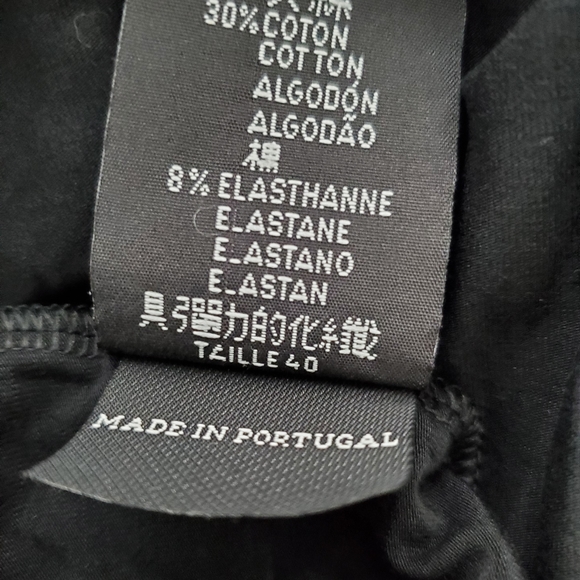 30% COTON
COTTON
ALGODÓN
ALGODÃO
棉
8% ELASTHANNE
ELASTANE
ELASTANO
ELASTAN
具彈力的化纖織
TAILLE 40
MADE IN PORTUGAL